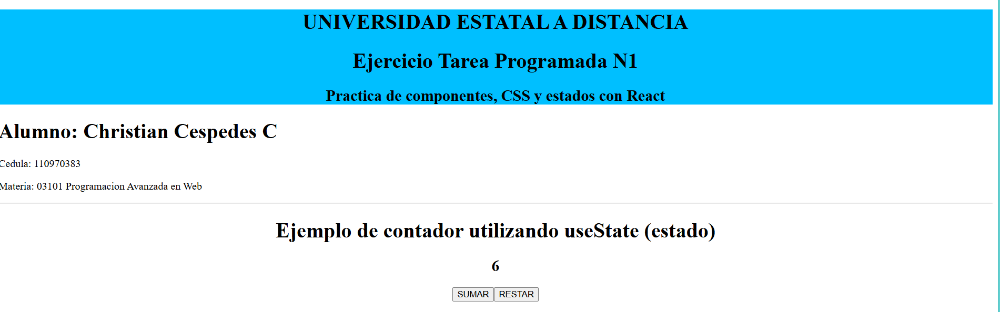 UNIVERSIDAD ESTATAL A DISTANCIA
Ejercicio Tarea Programada N1
Practica de componentes, CSS y estados con React
Alumno: Christian Cespedes C
Cedula: 110970383
Materia: 03101 Programacion Avanzada en Web
Ejemplo de contador utilizando useState (estado)
6
SUMAR RESTAR